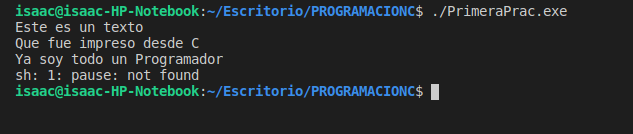 isaac@isaac-HP-Notebook:~/Escritorio/PROGRAMACIONC$ ./PrimeraPrac.exe
Este es un texto
Que fue impreso desde C
Ya soy todo un Programador
sh: 1: pause: not found
isaac@isaac-HP-Notebook:~/Escritorio/PROGRAMACIONC$